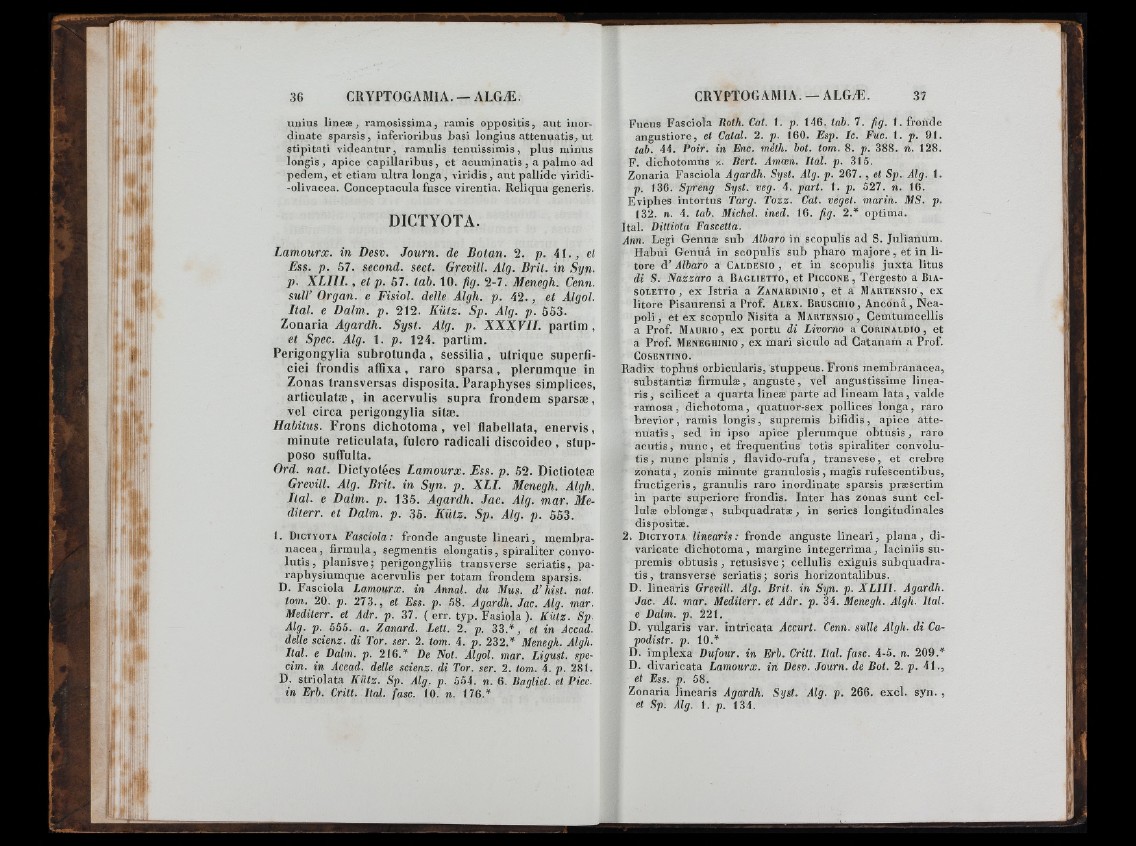 36 CRYPTOGAMIA. — ALGÆ.
unius lineæ, ramosissima, ramis oppositis, aut inor-
dinate sparsis, inferioribus basi longius attenuatis, ut
stipitati videantur, ramulis tenuissimis, plus minus
longis, apice capillaribus, et acuminatis, a palmo ad
pedem, et etiam ultra longa, viridis, aut pallide viridi-
-olivacea. Conceptacula fusce virentia. Reliqua generis.
DICTYOTA.
Lamourx. in Desv. Journ. de Botan. 2. p. 41., et
Ess. p. 57. second. sect. Grevill. Alg. Brit. in Syn.
p. XLIII., et p. 57. tab. 10. fig. 2-7. Menegh. Cenn.
sull' Organ. e Fisiol. delle Algh. p. 42., et Algol.
Ital. e Dalm. p. 212. Kütz. Sp. Alg. p. 553.
Zonaria Agardh. Syst. Alg. p. XXXVII. partim,
et Spec. Alg. 1. p. 124. partim.
Perigongylia subrotunda, sessilia, utrique superfi-
ciei frondis affixa, raro sparsa, plerumque in
Zonas transversas disposita. Paraphyses simplices,
articulatæ, in acervulis supra frondem sparsæ,
vel circa perigongylia sitæ.
Habitus. Frons dichotoma, vel flabellata, enervis,
minute reticulata, fulcro radicali discoideo, stup-
poso suffulta.
Ord. nat. Dictyotées Lamourx. Ess. p. 52. Dictioteæ
Grevill. Alg. Brit. in Syn. p. XLI. Menegh. Algh.
Ital. e Dalm. p. 135. Agardh. Jac. Alg. mar. Me-
diterr. et Dalm. p. 35. Kütz. Sp. Alg. p. 553.
1. DICTYOTA Fasciola: fronde anguste lineari, membra-
nacea, firmula, segmentis elongatis, spiraliter convo-
lutis, planisve; perigongyliis transverse seriatis, pa-
raphysiumque acervulis per totam frondem sparsis.
D. Fasciola Lamourx. in Annal. du Mus. d'hist. nat.
tom. 20. p. 273., et Ess. p. 58. Agardh. Jac. Alg. mar.
Mediterr. et Adr. p. 37. (err. typ. Fasiola). Kütz. Sp.
Alg. p. 555. a. Zanard. Lett. 2. p. 33.*, et in Accad.
delle scienz. di Tor. ser. 2. tom. 4. p. 232.* Menegh. Algh.
Ital. e Dalm. p. 216.* De Not. Algol. mar. Ligust. spe-
cim. in Accad. delle scienz. di Tor. ser. 2. tom. 4. p. 281.
D. striolata Kütz. Sp. Alg. p. 554. n. 6. Bagliet. et Picc.
in Erb. Critt. Ital. fasc. 10. n. 476.*
CRYPTOGAMIA. — ALGÆ. 37
Fucus Fasciola Roth. Cat. 1. p. 146. tab. 7. fig. 1. fronde
angustiore, et Catal. 2. p. 160. Esp. Ic. Fuc. 1. p. 91.
tab. 44. Poir. in Enc. méth. bot. tom. 8. p. 388. n. 128.
F. dichotomus α. Bert. Amœn. Ital. p. 315.
Zonaria Fasciola Agardh. Syst. Alg. p. 267., et Sp. Alg. 1.
p. 136. Spreng Syst. veg. 4. part. 1. p. 527. n. 16.
Eviphes intortus Targ. Tozz. Cat. veget. marin. MS. p.
132. n. 4. tab. Michel. ined. 16. fig. 2.* optima.
Ital. Dittiota Fascetta.
Ann. Legi Genuæ sub Albaro in scopulis ad S. Julianum.
Habui Genuâ in scopulis sub pharo majore, et in li-
tore d'Albaro a CALDESIO, et in scopulis juxta litus
di S. Nazzaro a BAGLIETTO, et PICCONE, Tergesto a BIA-
SOLETTO, ex Istria a ZANARDINIO, et a MARTENSIO, ex
litore Pisaurensi a Prof. ALEX. BRUSCHIO, Anconâ, Nea-
poli, et ex scopulo Nisita a MARTENSIO, Cemtumcellis
a Prof. MAURIO, ex portu di Livorno a CORINALDIO, et
a Prof. MENEGHINIO, ex mari siculo ad Catanam a Prof.
COSENTINO.
Radix tophus orbicularis, stuppeus. Frons membranacea,
substantiæ firmulæ, anguste, vel angustissime linea-
ris, scilicet a quarta lineæ parte ad lineam lata, valde
ramosa, dichotoma, quatuor-sex pollices longa, raro
brevior, ramis longis, supremis bifidis, apice atte-
nuatis, sed in ipso apice plerumque obtusis, raro
acutis, nunc, et frequentius totis spiraliter convolu-
tis, nunc planis, flavido-rufa, transvese, et crebre
zonata, zonis minute granulosis, magis rufescentibus,
fructigeris, granulis raro inordinate sparsis præsertim
in parte superiore frondis. Inter has zonas sunt cel-
lulæ oblongæ, subquadratæ, in series longitudinales
dispositæ.
2. DICTYOTA linearis: fronde anguste lineari, plana, di-
varicate dichotoma, margine integerrima, laciniis su-
premis obtusis, retusisve; cellulis exiguis subquadra-
tis, transverse seriatis; soris horizontalibus.
D. linearis Grevill. Alg. Brit. in Syn. p. XLIII. Agardh.
Jac. Al. mar. Mediterr. et Adr. p. 34. Menegh. Algh. Ital.
e Dalm. p. 221.
D. vulgaris var. intricata Accurt. Cenn. sulle Algh. di Ca-
podistr. p. 10.*
D. implexa Dufour. in Erb. Critt. Ital. fasc. 4-5. n. 209.*
D. divaricata Lamourx. in Desv. Journ. de Bot. 2. p. 41.,
et Ess. p. 58.
Zonaria linearis Agardh. Syst. Alg. p. 266. excl. syn.,
et Sp. Alg. 1. p. 134.